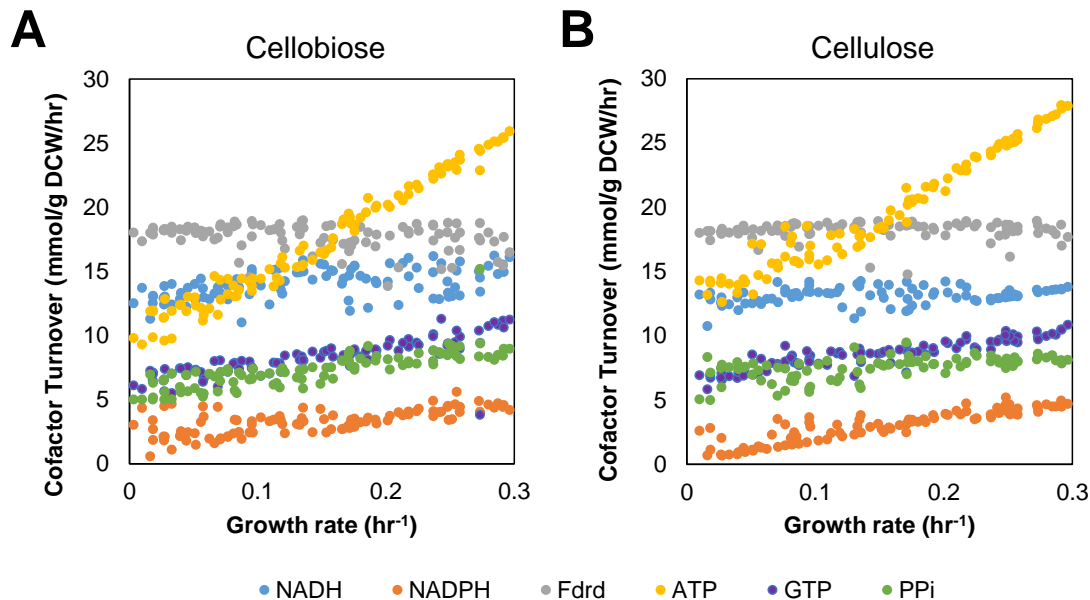 A
Cellobiose
B
Cellulose
Cofactor Turnover (mmol/g DCW/hr)
30
25
20
15
10
5
0
0
0.1
0.2
0.3
Growth rate (hr⁻¹)
Cofactor Turnover (mmol/g DCW/hr)
30
25
20
15
10
5
0
0
0.1
0.2
0.3
Growth rate (hr⁻¹)
NADH NADPH Fdrd ATP GTP PPi